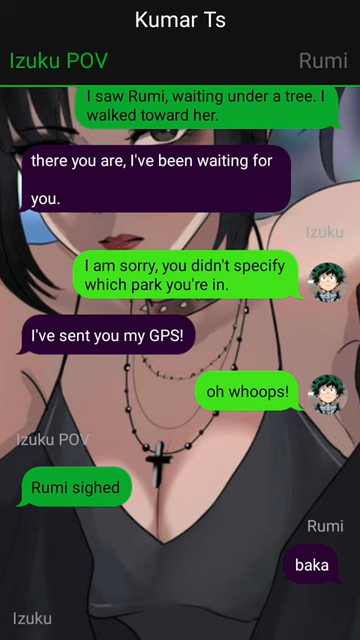 Kumar Ts
Izuku POV
Rumi
I saw Rumi, waiting under a tree. I
walked toward her.
there you are, I've been waiting for
you.
Izuku
I am sorry, you didn't specify
which park you're in.
I've sent you my GPS!
oh whoops!
Izuku POV
Rumi sighed
Rumi
baka
Izuku